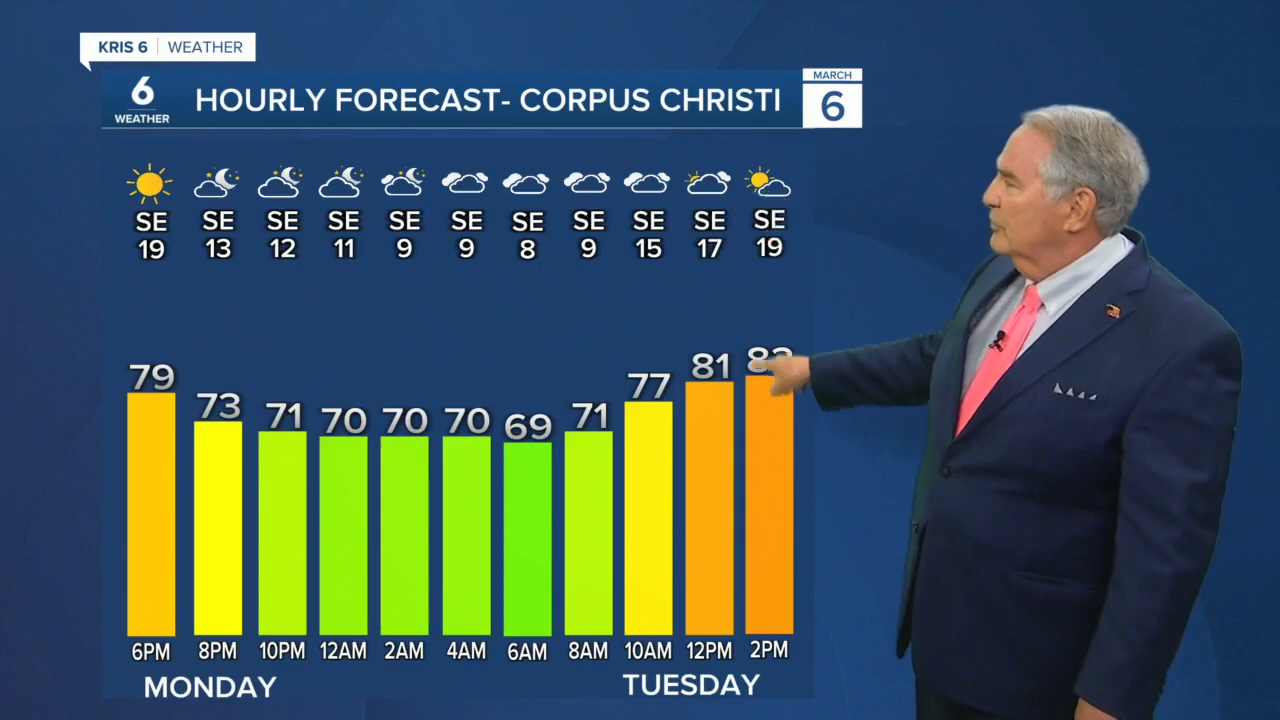 KRIS 6 | WEATHER
6
WEATHER
HOURLY FORECAST- CORPUS CHRISTI
MARCH
6
SE SE SE SE SE SE SE SE SE SE SE
19 13 12 11 9 9 8 9 15 17 19
79 73 71 70 70 70 69 71 77 81
6PM 8PM 10PM 12AM 2AM 4AM 6AM 8AM 10AM 12PM 2PM
MONDAY TUESDAY